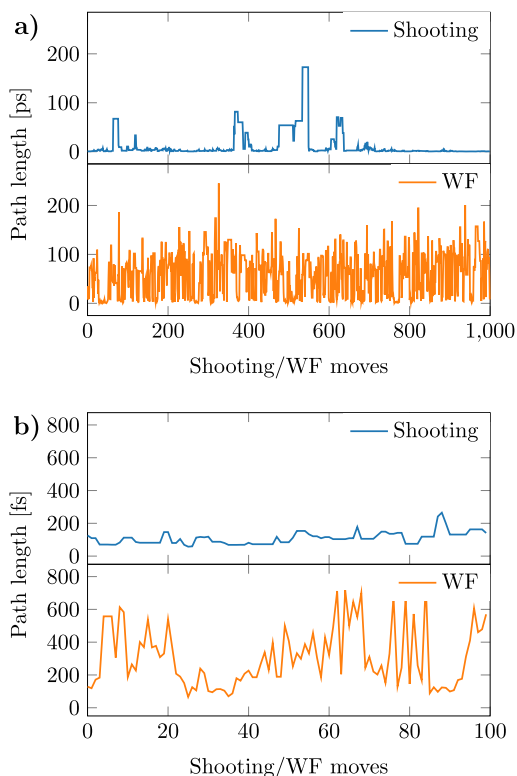 a)
Shooting
200
100
0
Path length [ps]
WF
200
100
0
0 200 400 600 800 1,000
Shooting/WF moves
b)
800
Shooting
600
400
200
0
Path length [fs]
800
WF
600
400
200
0
0 20 40 60 80 100
Shooting/WF moves